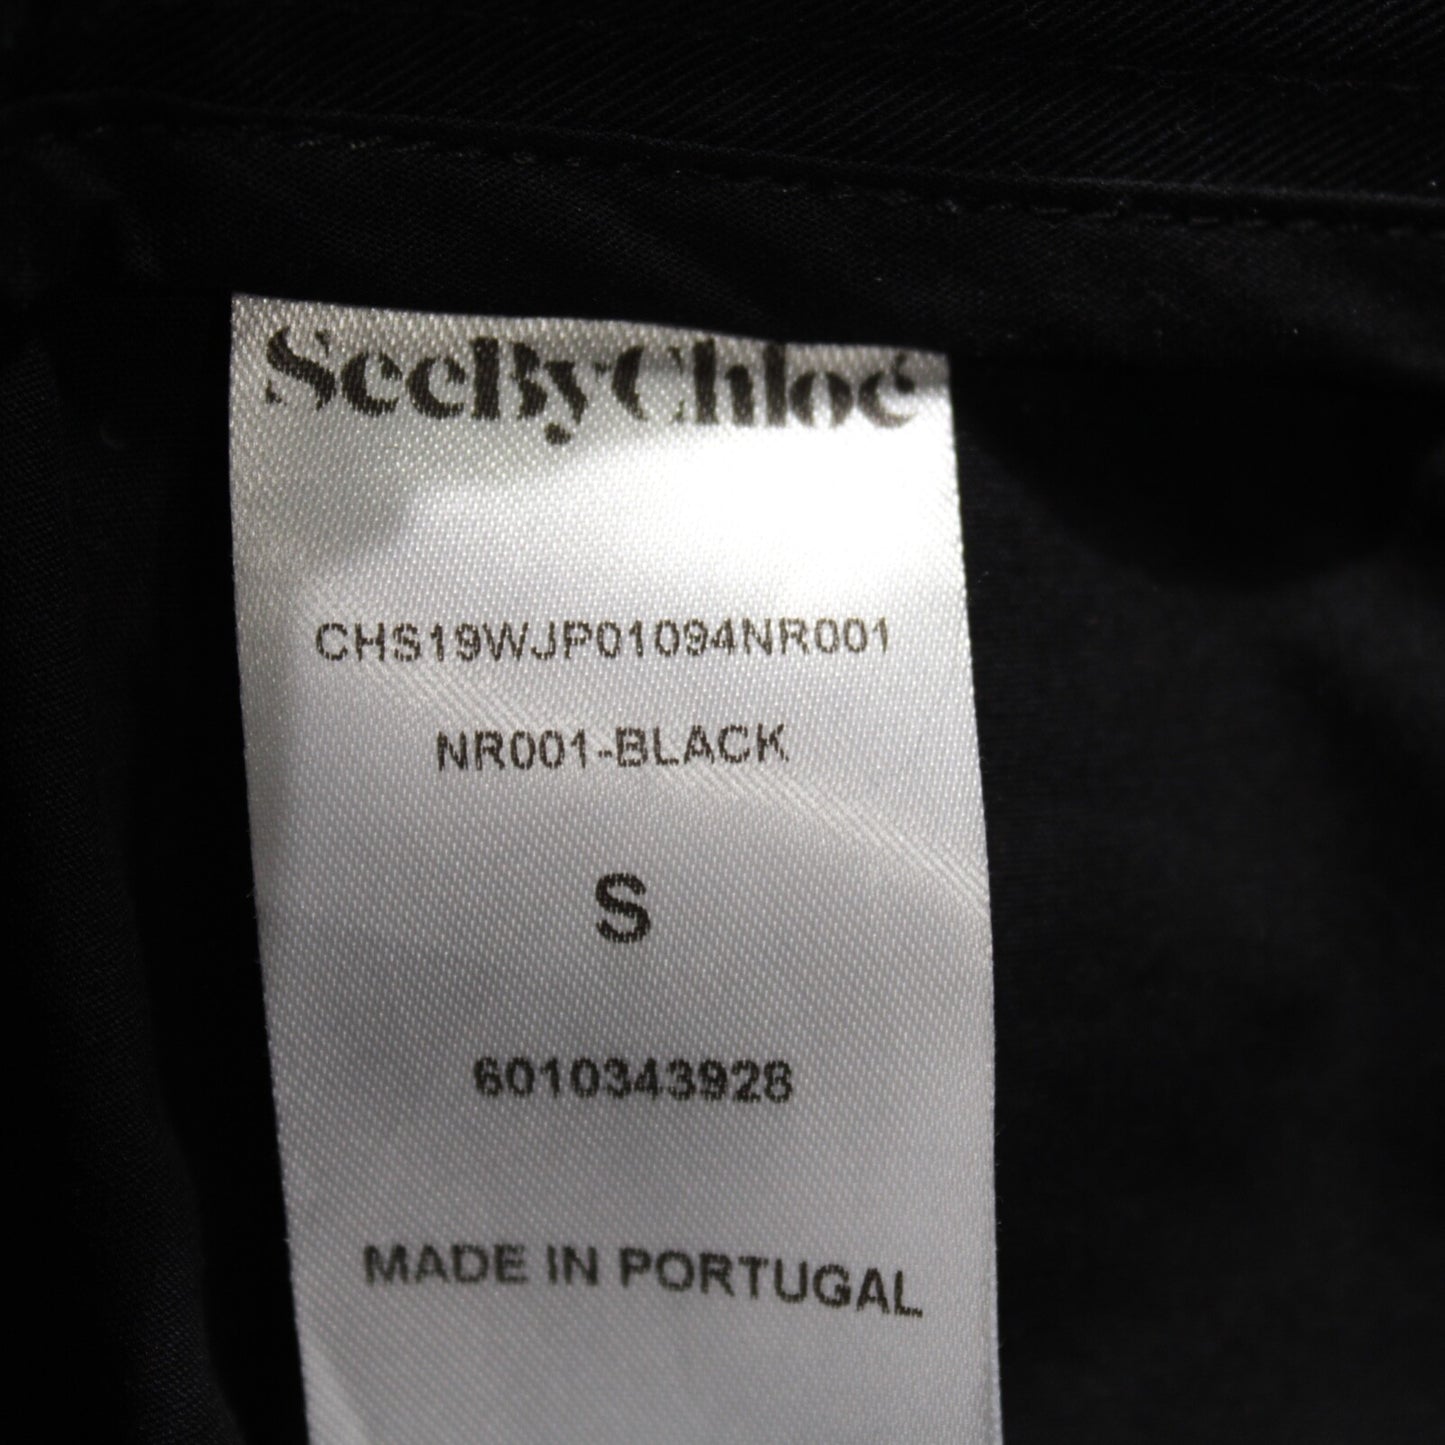 SeeByChloé
CHS19WJP01094NR001
NR001-BLACK
S
6010343928
MADE IN PORTUGAL